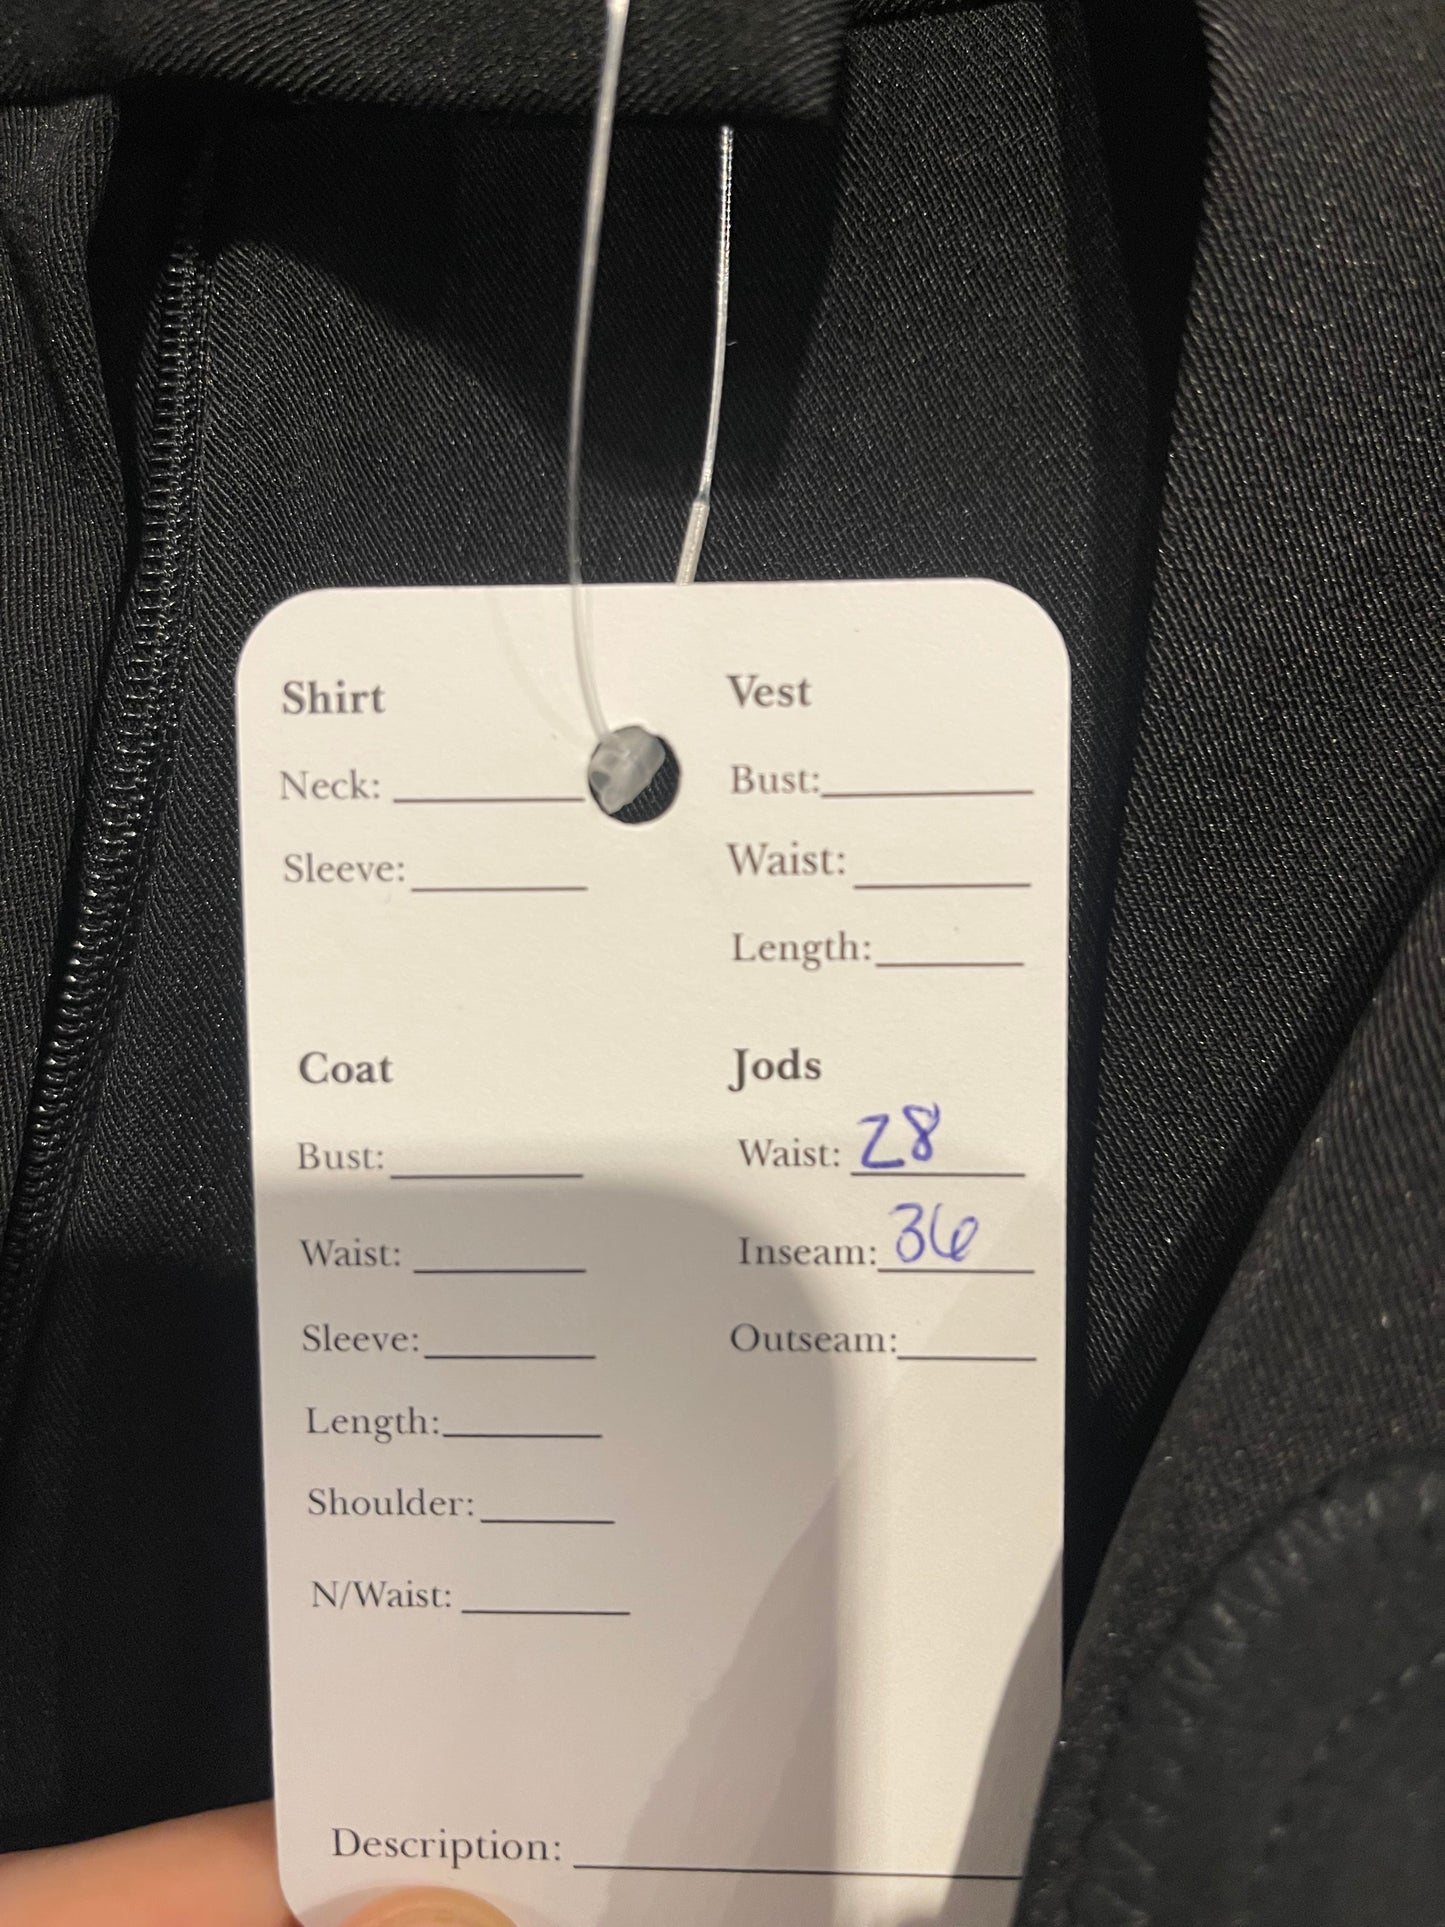 Shirt
Neck:
Sleeve:
Vest
Bust:
Waist:
Length:
Coat
Bust:
Waist:
Sleeve:
Length:
Shoulder:
N/Waist:
Jods
Waist: 28
Inseam: 36
Outseam:
Description: